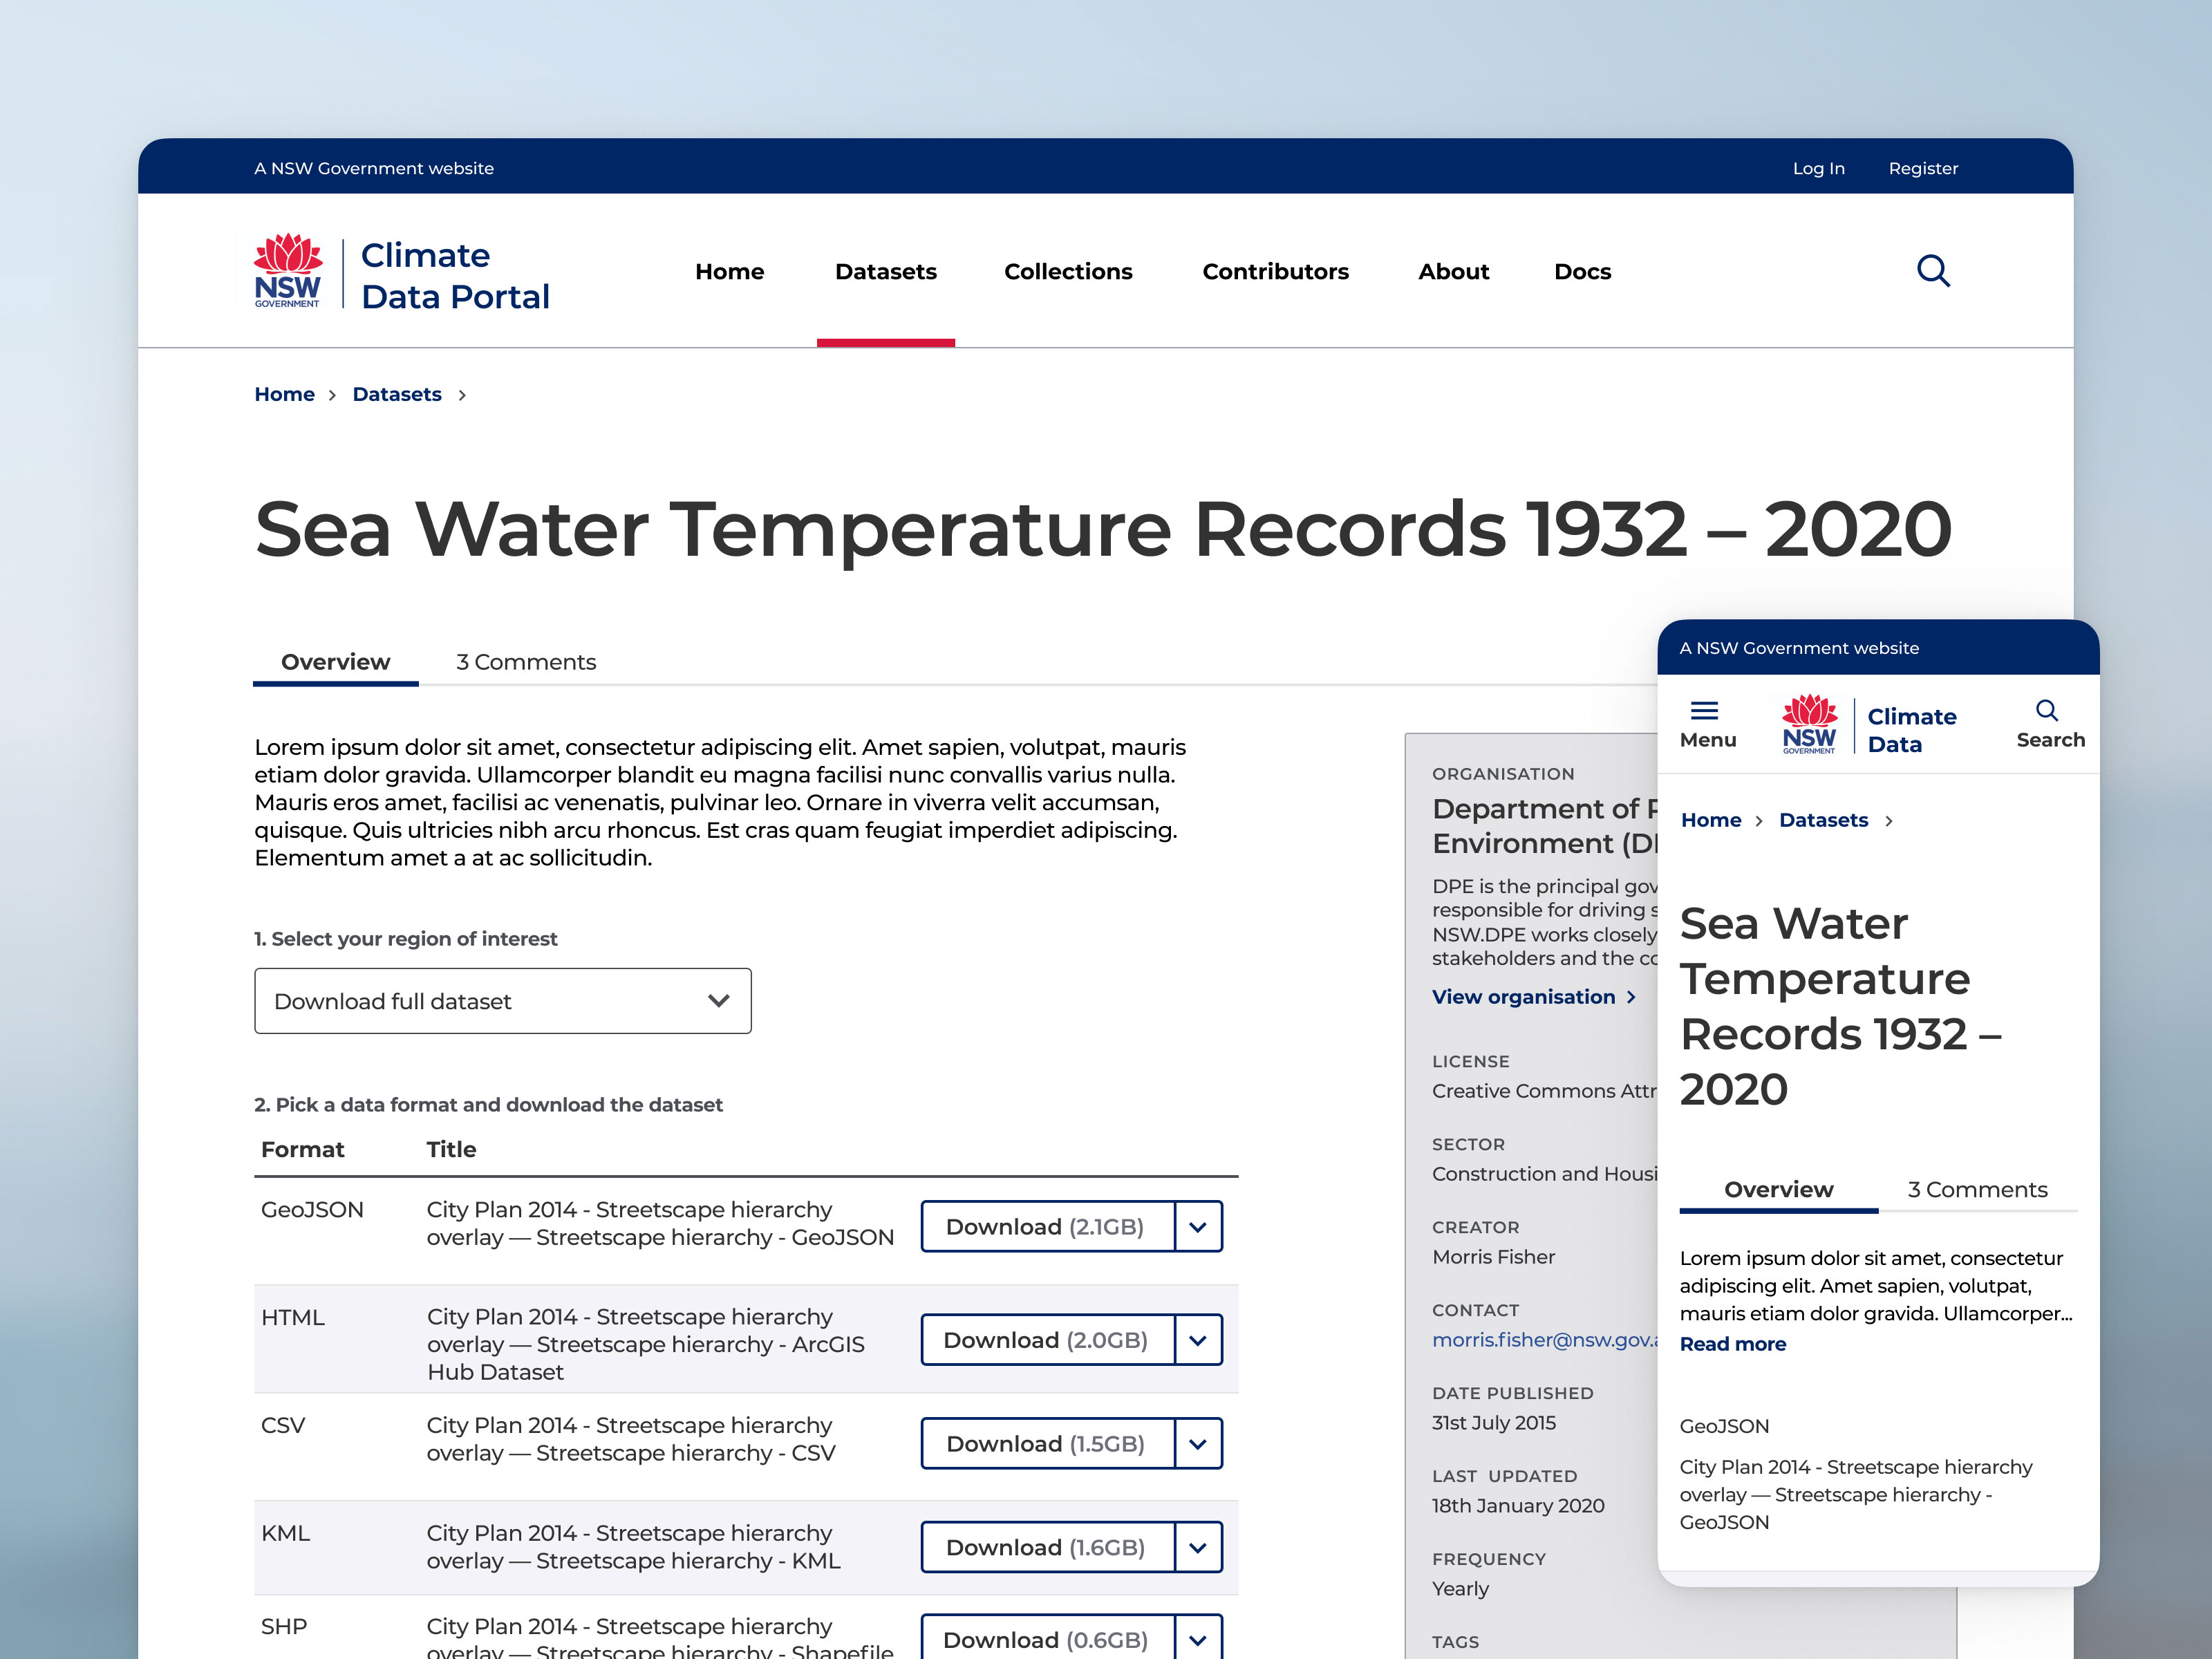 A NSW Government website
Log In
Register
NSW
GOVERNMENT
Climate
Data Portal
Home
Datasets
Collections
Contributors
About
Docs
Home
Datasets
Sea Water Temperature Records 1932 – 2020
Overview
3 Comments
Lorem ipsum dolor sit amet, consectetur adipiscing elit. Amet sapien, volutpat, mauris
etiam dolor gravida. Ullamcorper blandit eu magna facilisi nunc convallis varius nulla.
Mauris eros amet, facilisi ac venenatis, pulvinar leo. Ornare in viverra velit accumsan,
quisque. Quis ultricies nibh arcu rhoncus. Est cras quam feugiat imperdiet adipiscing.
Elementum amet a at ac sollicitudin.
1. Select your region of interest
Download full dataset
2. Pick a data format and download the dataset
Format
Title
GeoJSON
City Plan 2014 - Streetscape hierarchy
overlay — Streetscape hierarchy - GeoJSON
Download (2.1GB)
HTML
City Plan 2014 - Streetscape hierarchy
overlay — Streetscape hierarchy - ArcGIS
Hub Dataset
Download (2.0GB)
CSV
City Plan 2014 - Streetscape hierarchy
overlay — Streetscape hierarchy - CSV
Download (1.5GB)
KML
City Plan 2014 - Streetscape hierarchy
overlay — Streetscape hierarchy - KML
Download (1.6GB)
SHP
City Plan 2014 - Streetscape hierarchy
overlay — Streetscape hierarchy - Shapefile
Download (0.6GB)
ORGANISATION
Department of
Environment
DPE is the principal
responsible for driving
NSW.DPE works closely
stakeholders and the
View organisation
LICENSE
Creative Commons
SECTOR
Construction and
CREATOR
Morris Fisher
CONTACT
morris.fisher@nsw.gov.
DATE PUBLISHED
31st July 2015
LAST UPDATED
18th January 2020
FREQUENCY
Yearly
TAGS
A NSW Government website
Menu
NSW
GOVERNMENT
Climate
Data
Search
Home
Datasets
Sea Water
Temperature
Records 1932 –
2020
Overview
3 Comments
Lorem ipsum dolor sit amet, consectetur
adipiscing elit. Amet sapien, volutpat,
mauris etiam dolor gravida. Ullamcorper...
Read more
GeoJSON
City Plan 2014 - Streetscape hierarchy
overlay — Streetscape hierarchy -
GeoJSON